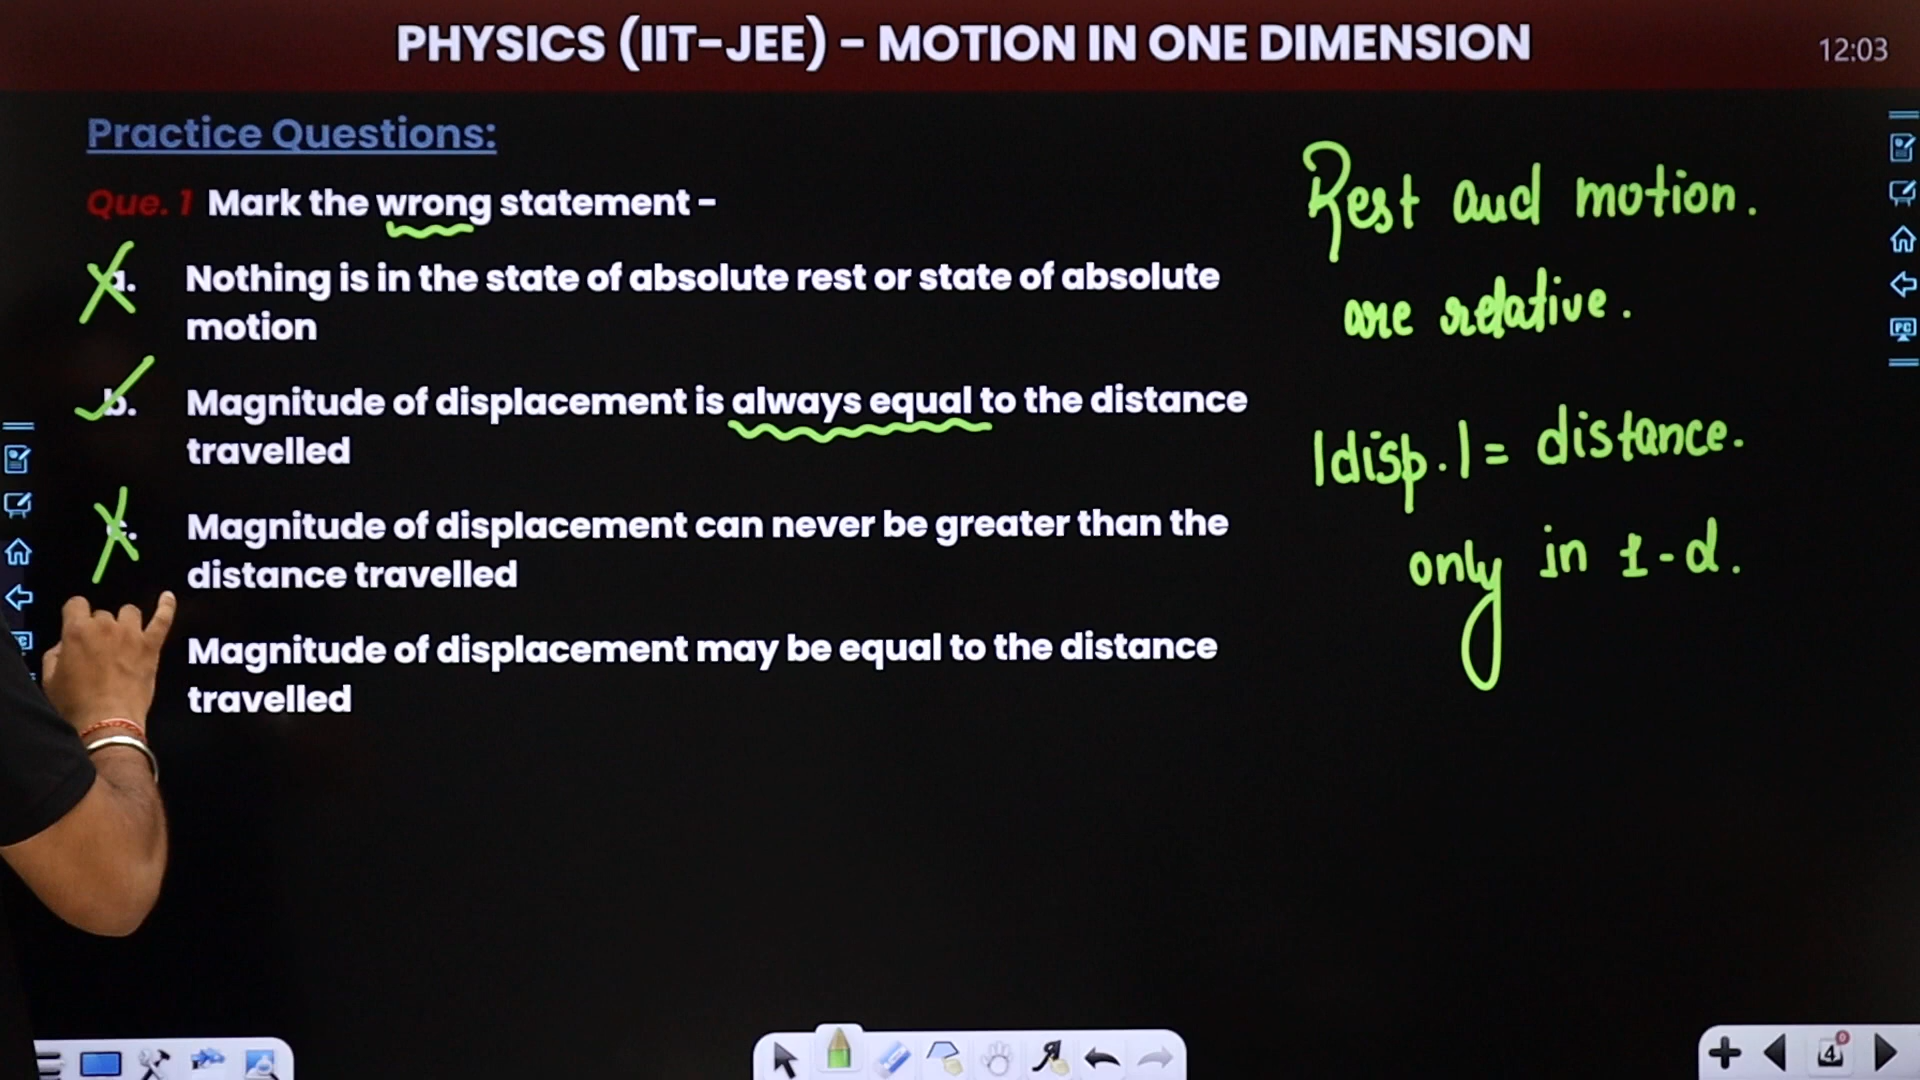 PHYSICS (IIT-JEE) - MOTION IN ONE DIMENSION
12:03
Practice Questions:
Que. 1 Mark the wrong statement -
a. Nothing is in the state of absolute rest or state of absolute
motion
b. Magnitude of displacement is always equal to the distance
travelled
c. Magnitude of displacement can never be greater than the
distance travelled
Magnitude of displacement may be equal to the distance
travelled
Rest and motion.
are relative.
|disp.| = distance.
only in 1-d.
PC
4
0